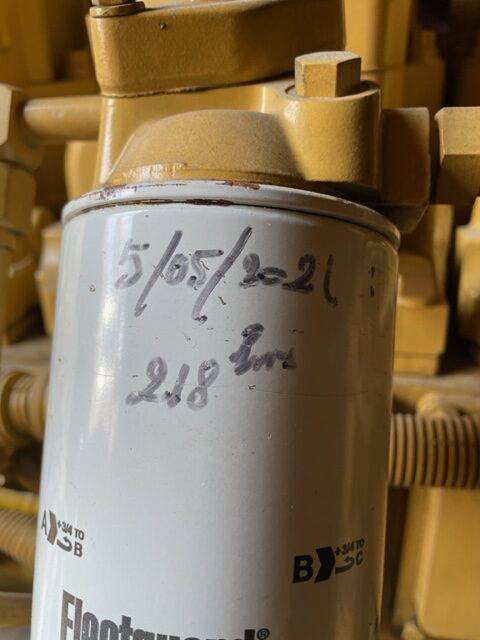 5/05/2021
218 hrs
A +3/4 TO B
B +3/4 TO C
Fleetguard®